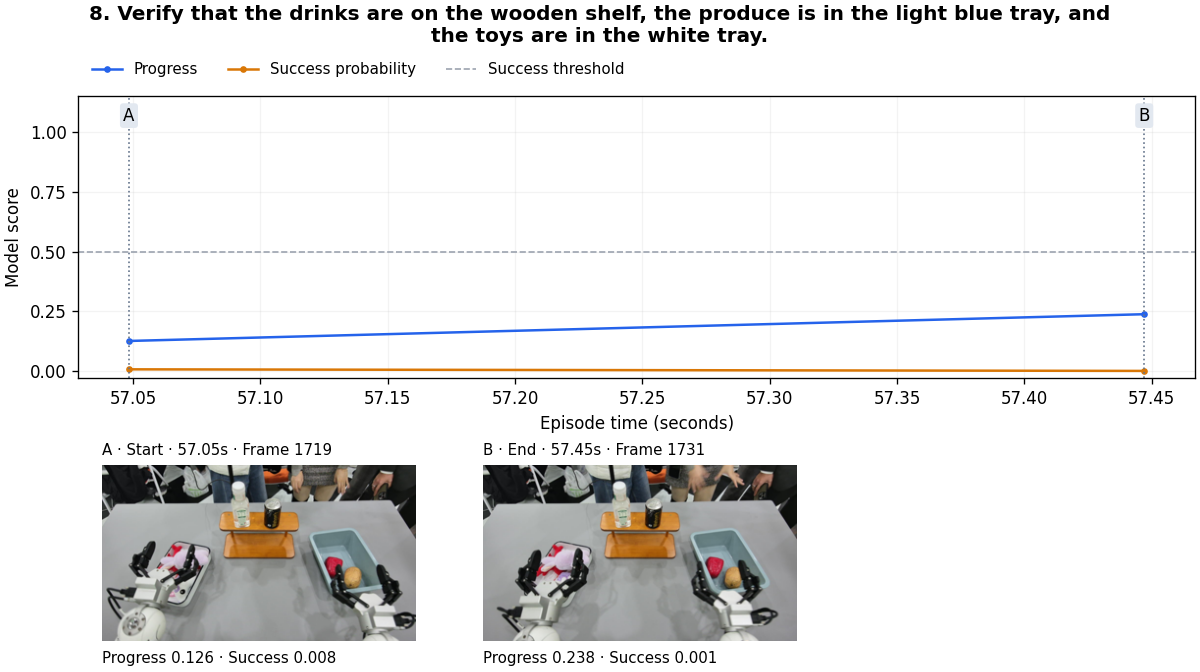 8. Verify that the drinks are on the wooden shelf, the produce is in the light blue tray, and
the toys are in the white tray.
Progress
Success probability
Success threshold
A
B
1.00
0.75
0.50
0.25
0.00
Model score
57.05
57.10
57.15
57.20
57.25
57.30
57.35
57.40
57.45
Episode time (seconds)
A · Start · 57.05s · Frame 1719
B · End · 57.45s · Frame 1731
Progress 0.126 · Success 0.008
Progress 0.238 · Success 0.001